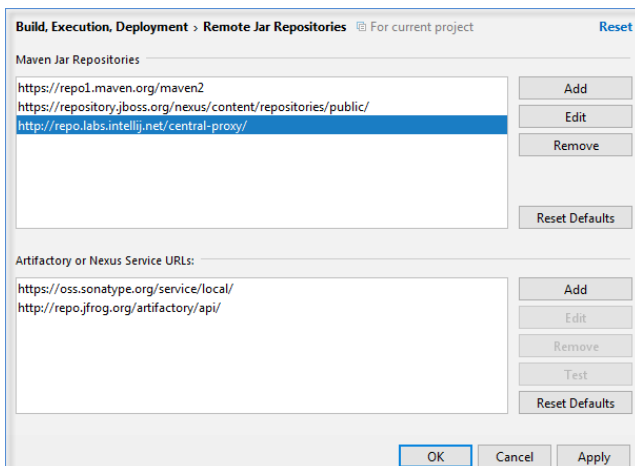 Build, Execution, Deployment › Remote Jar Repositories For current project Reset
Maven Jar Repositories
https://repo1.maven.org/maven2
https://repository.jboss.org/nexus/content/repositories/public/
http://repo.labs.intellij.net/central-proxy/
Add
Edit
Remove
Reset Defaults
Artifactory or Nexus Service URLs:
https://oss.sonatype.org/service/local/
http://repo.jfrog.org/artifactory/api/
Add
Edit
Remove
Test
Reset Defaults
OK Cancel Apply